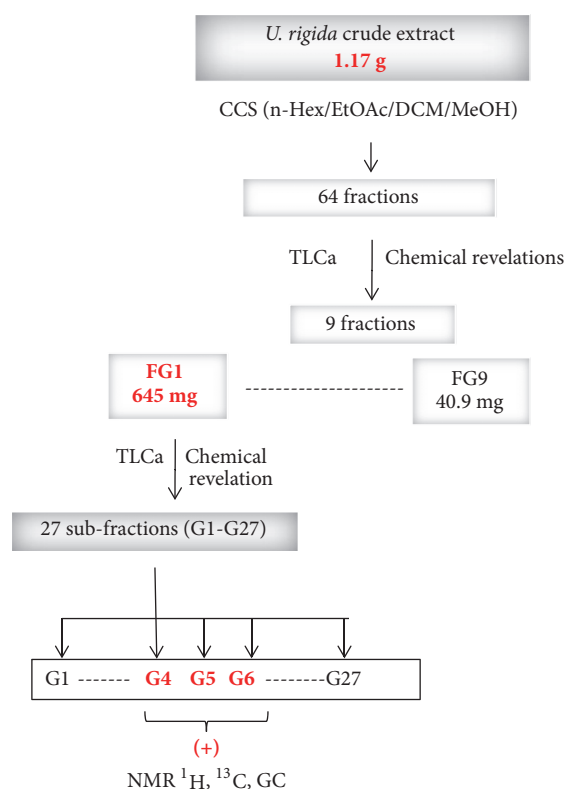 U. rigida crude extract
1.17 g
CCS (n-Hex/EtOAc/DCM/MeOH)
64 fractions
TLCa Chemical revelations
9 fractions
FG1
645 mg
FG9
40.9 mg
TLCa Chemical
revelation
27 sub-fractions (G1-G27)
G1 ------- G4 G5 G6 --------G27
(+)
NMR ¹H, ¹³C, GC